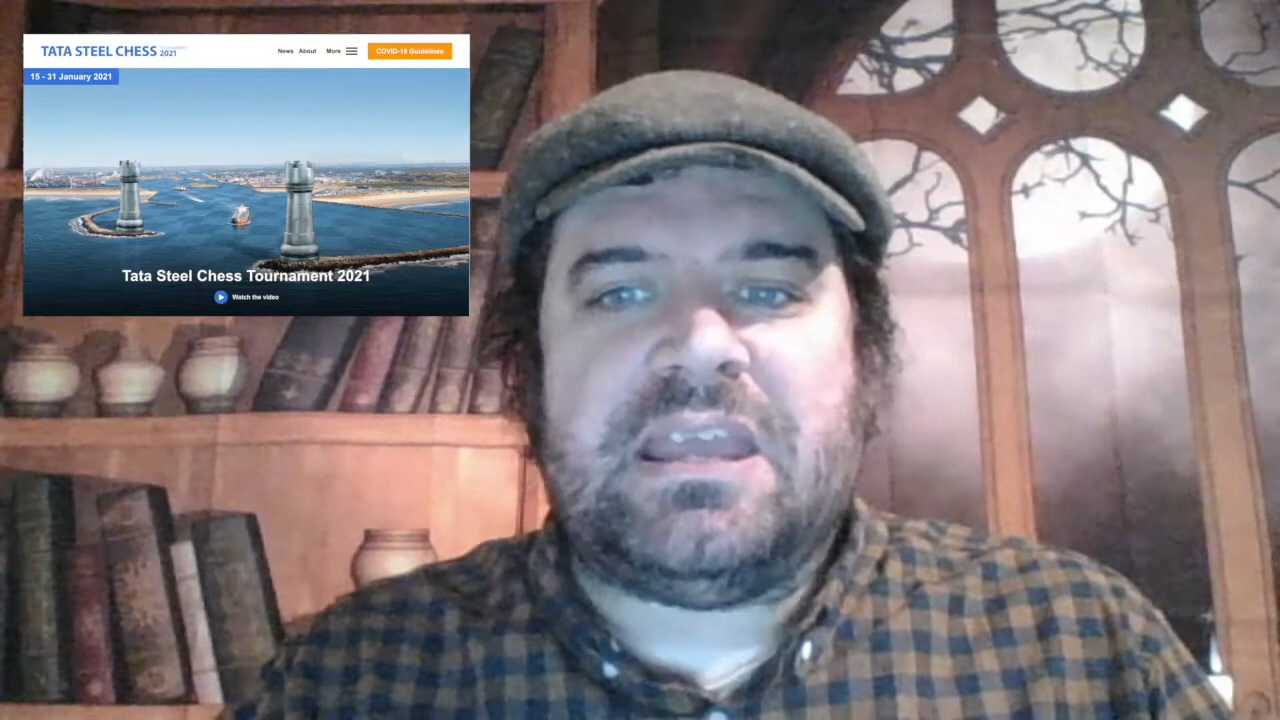 TATA STEEL CHESS TOURNAMENT 2021
News About More COVID-19 Guidelines
15 - 31 January 2021
Tata Steel Chess Tournament 2021
Watch the video